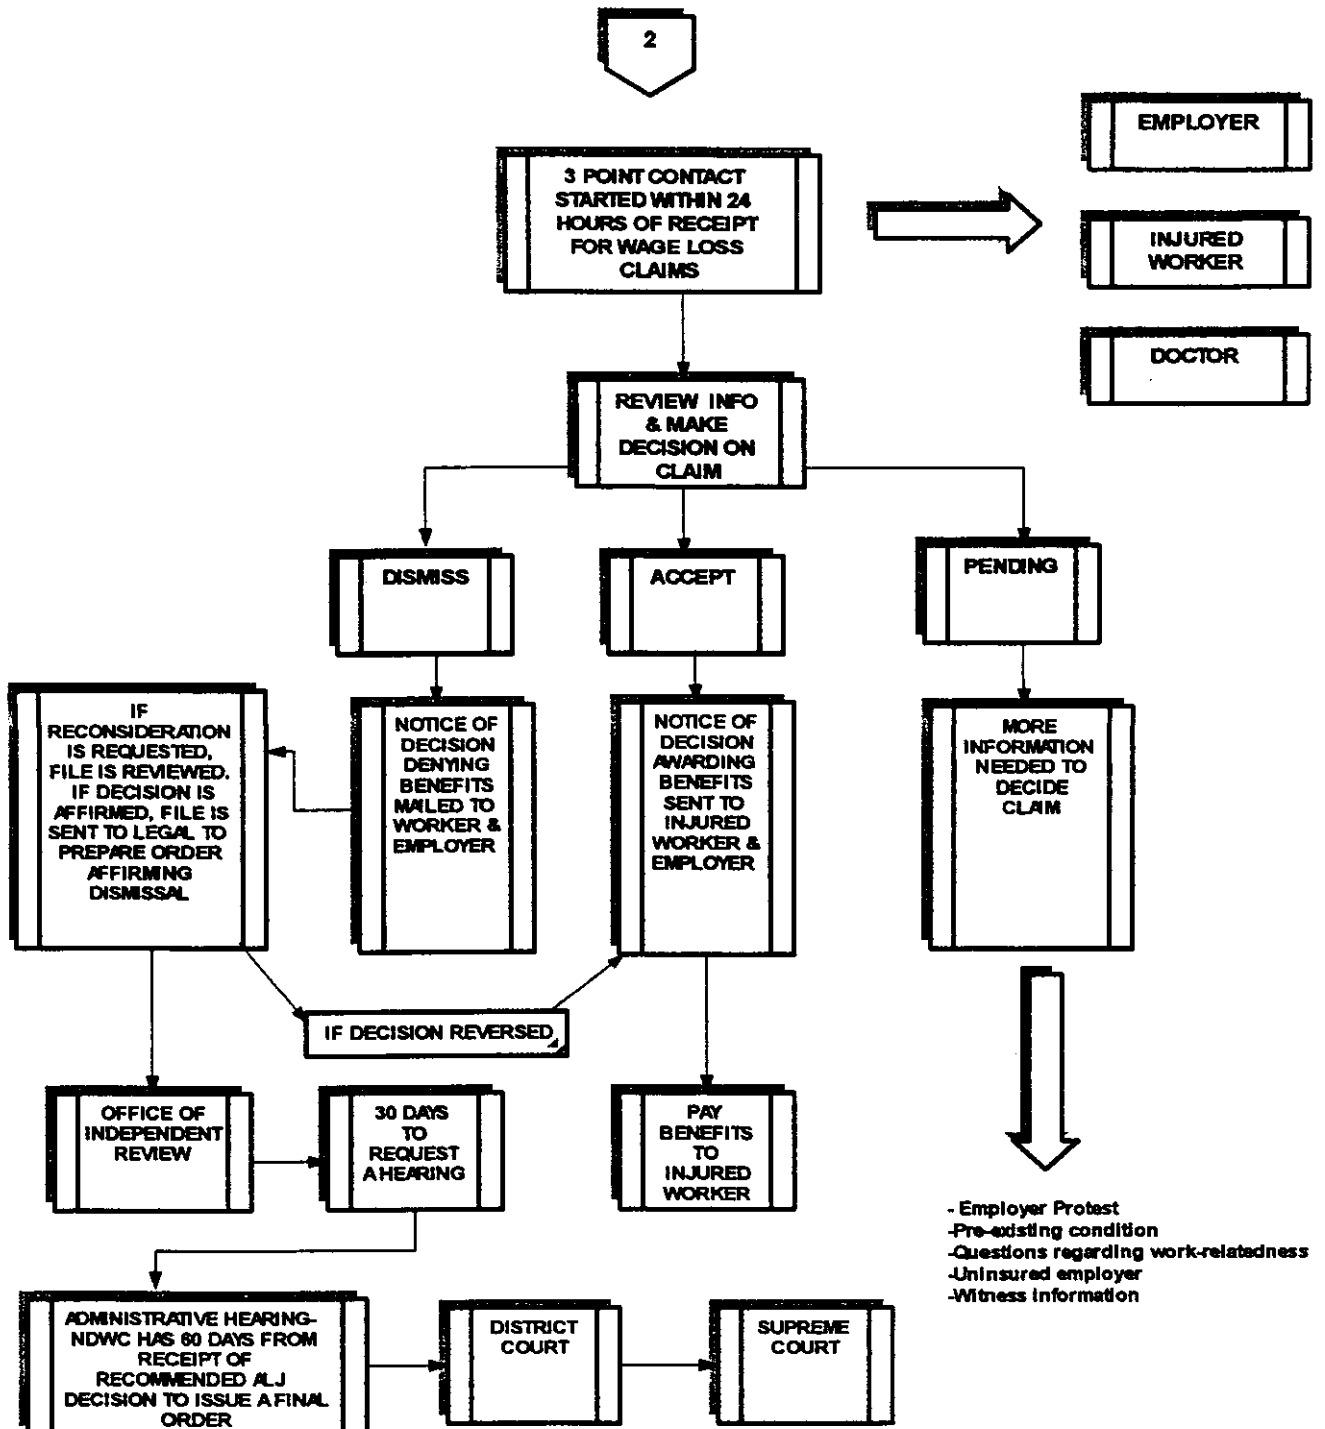 2
3 POINT CONTACT
STARTED WITHIN 24
HOURS OF RECEIPT
FOR WAGE LOSS
CLAIMS
EMPLOYER
INJURED
WORKER
DOCTOR
REVIEW INFO
& MAKE
DECISION ON
CLAIM
DISMISS
ACCEPT
PENDING
IF
RECONSIDERATION
IS REQUESTED,
FILE IS REVIEWED.
IF DECISION IS
AFFIRMED, FILE IS
SENT TO LEGAL TO
PREPARE ORDER
AFFIRMING
DISMISSAL
NOTICE OF
DECISION
DENYING
BENEFITS
MAILED TO
WORKER &
EMPLOYER
NOTICE OF
DECISION
AWARDING
BENEFITS
SENT TO
INJURED
WORKER &
EMPLOYER
MORE
INFORMATION
NEEDED TO
DECIDE
CLAIM
IF DECISION REVERSED
OFFICE OF
INDEPENDENT
REVIEW
30 DAYS
TO
REQUEST
A HEARING
PAY
BENEFITS
TO
INJURED
WORKER
- Employer Protest
-Pre-existing condition
-Questions regarding work-relatedness
-Uninsured employer
-Witness information
ADMINISTRATIVE HEARING-
NDWC HAS 60 DAYS FROM
RECEIPT OF
RECOMMENDED ALJ
DECISION TO ISSUE A FINAL
ORDER
DISTRICT
COURT
SUPREME
COURT